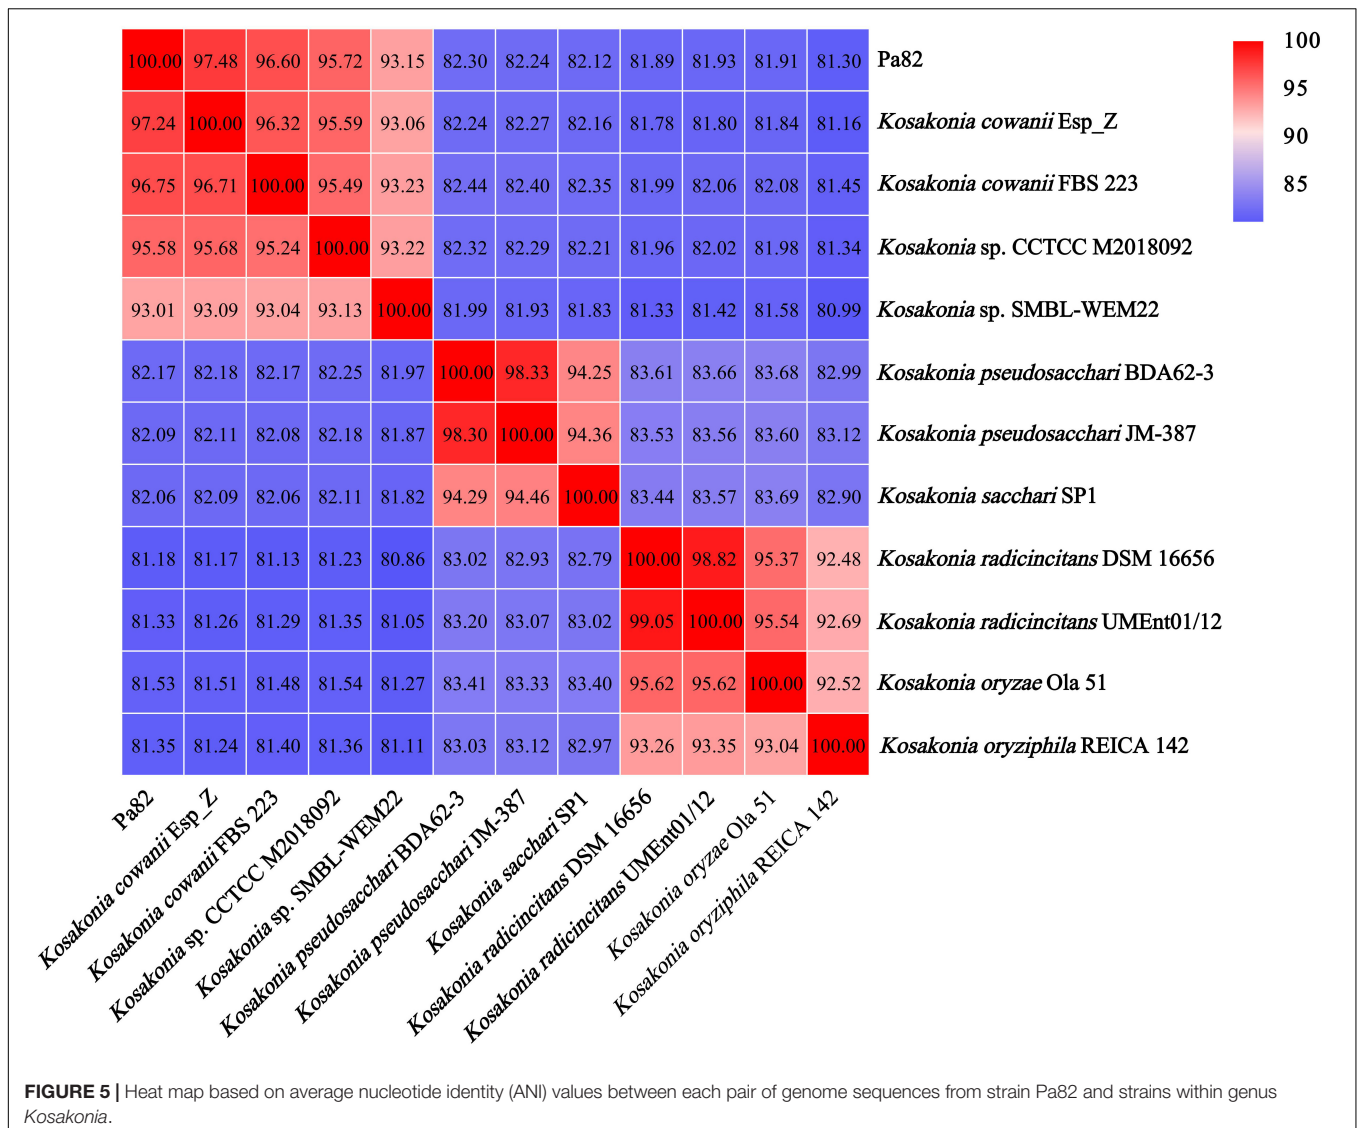 100.00 97.48 96.60 95.72 93.15 82.30 82.24 82.12 81.89 81.93 81.91 81.30 Pa82
97.24 100.00 96.32 95.59 93.06 82.24 82.27 82.16 81.78 81.80 81.84 81.16 Kosakonia cowanii Esp_Z
96.75 96.71 100.00 95.49 93.23 82.44 82.40 82.35 81.99 82.06 82.08 81.45 Kosakonia cowanii FBS 223
95.58 95.68 95.24 100.00 93.22 82.32 82.29 82.21 81.96 82.02 81.98 81.34 Kosakonia sp. CCTCC M2018092
93.01 93.09 93.04 93.13 100.00 81.99 81.93 81.83 81.33 81.42 81.58 80.99 Kosakonia sp. SMBL-WEM22
82.17 82.18 82.17 82.25 81.97 100.00 98.33 94.25 83.61 83.66 83.68 82.99 Kosakonia pseudosacchari BDA62-3
82.09 82.11 82.08 82.18 81.87 98.30 100.00 94.36 83.53 83.56 83.60 83.12 Kosakonia pseudosacchari JM-387
82.06 82.09 82.06 82.11 81.82 94.29 94.46 100.00 83.44 83.57 83.69 82.90 Kosakonia sacchari SP1
81.18 81.17 81.13 81.23 80.86 83.02 82.93 82.79 100.00 98.82 95.37 92.48 Kosakonia radicincitans DSM 16656
81.33 81.26 81.29 81.35 81.05 83.20 83.07 83.02 99.05 100.00 95.54 92.69 Kosakonia radicincitans UMEnt01/12
81.53 81.51 81.48 81.54 81.27 83.41 83.33 83.40 95.62 95.62 100.00 92.52 Kosakonia oryzae Ola 51
81.35 81.24 81.40 81.36 81.11 83.03 83.12 82.97 93.26 93.35 93.04 100.00 Kosakonia oryziphila REICA 142
100
95
90
85
Pa82
Kosakonia cowanii Esp_Z
Kosakonia cowanii FBS 223
Kosakonia sp. CCTCC M2018092
Kosakonia sp. SMBL-WEM22
Kosakonia pseudosacchari BDA62-3
Kosakonia pseudosacchari JM-387
Kosakonia sacchari SP1
Kosakonia radicincitans DSM 16656
Kosakonia radicincitans UMEnt01/12
Kosakonia oryzae Ola 51
Kosakonia oryziphila REICA 142
FIGURE 5 | Heat map based on average nucleotide identity (ANI) values between each pair of genome sequences from strain Pa82 and strains within genus
Kosakonia.